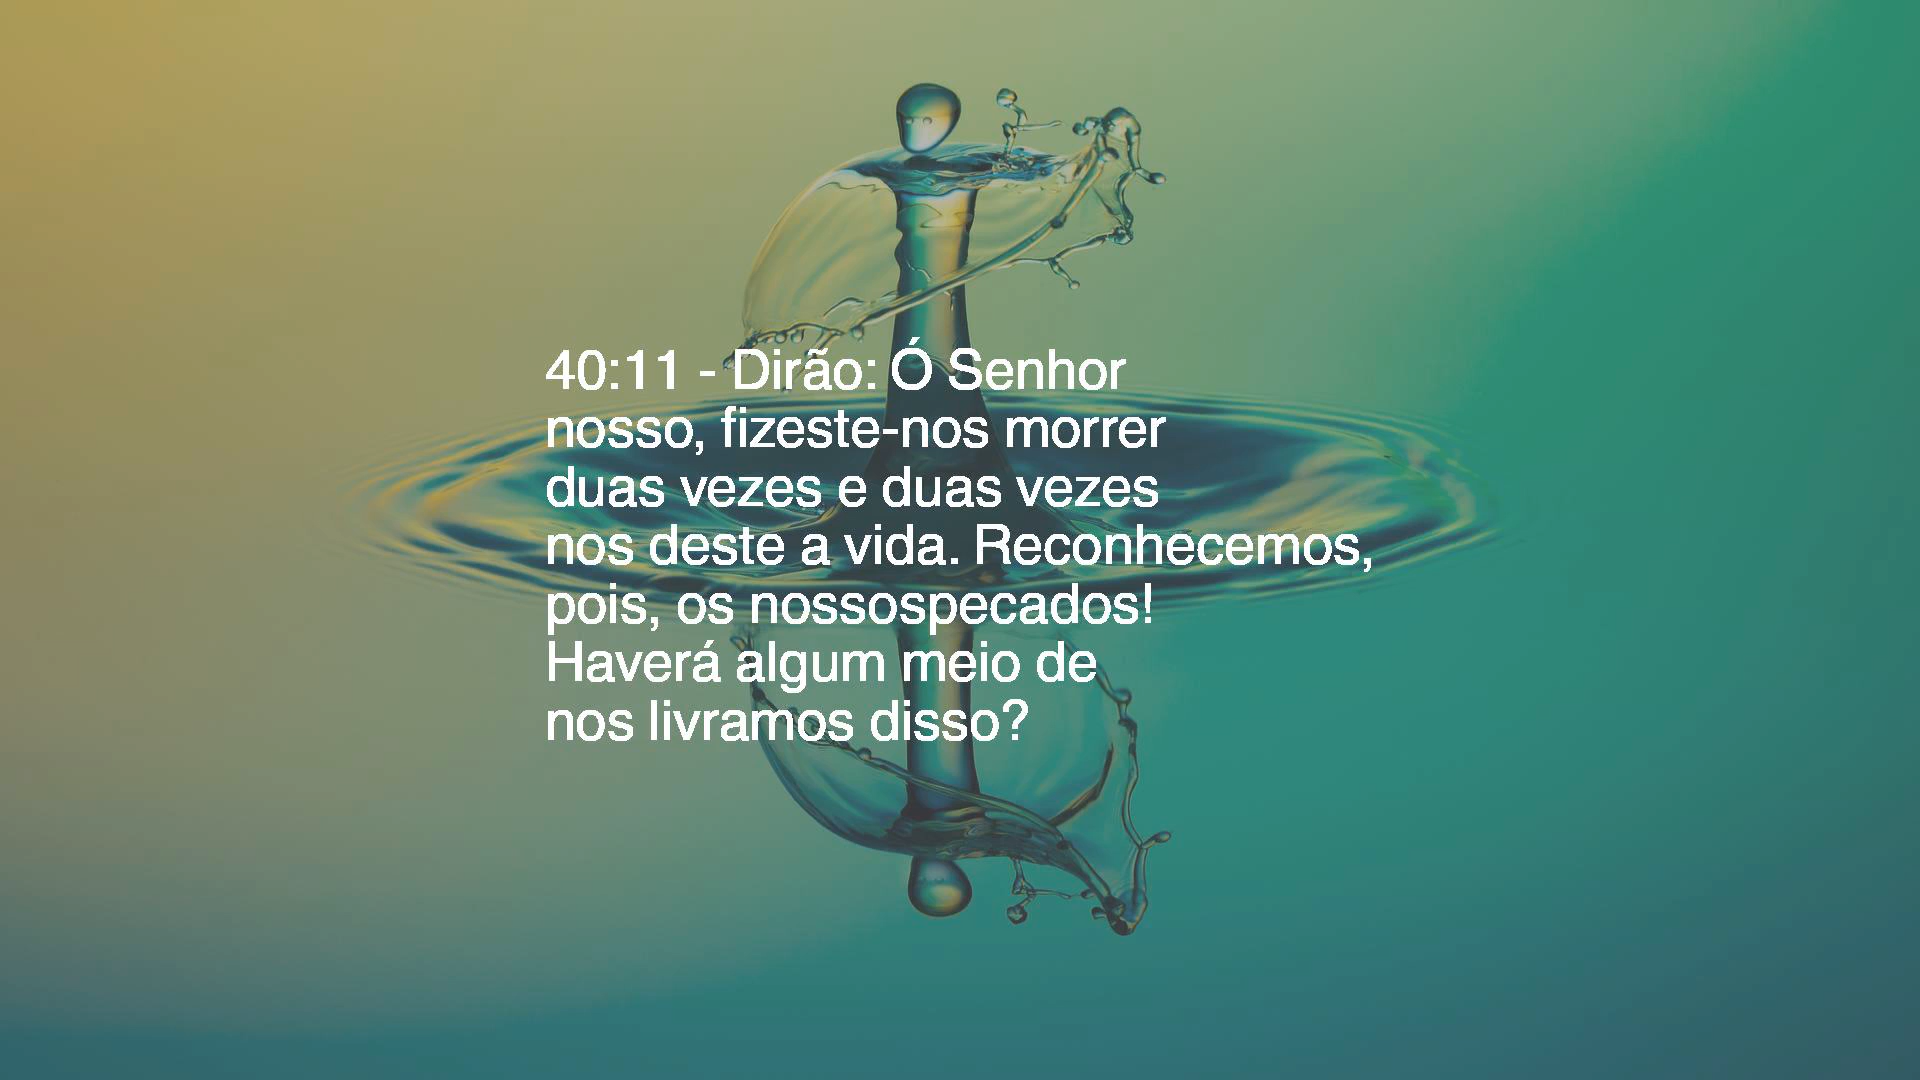 40:11 - Dirão: Ó Senhor
nosso, fizeste-nos morrer
duas vezes e duas vezes
nos deste a vida. Reconhecemos,
pois, os nossospecados!
Haverá algum meio de
nos livramos disso?